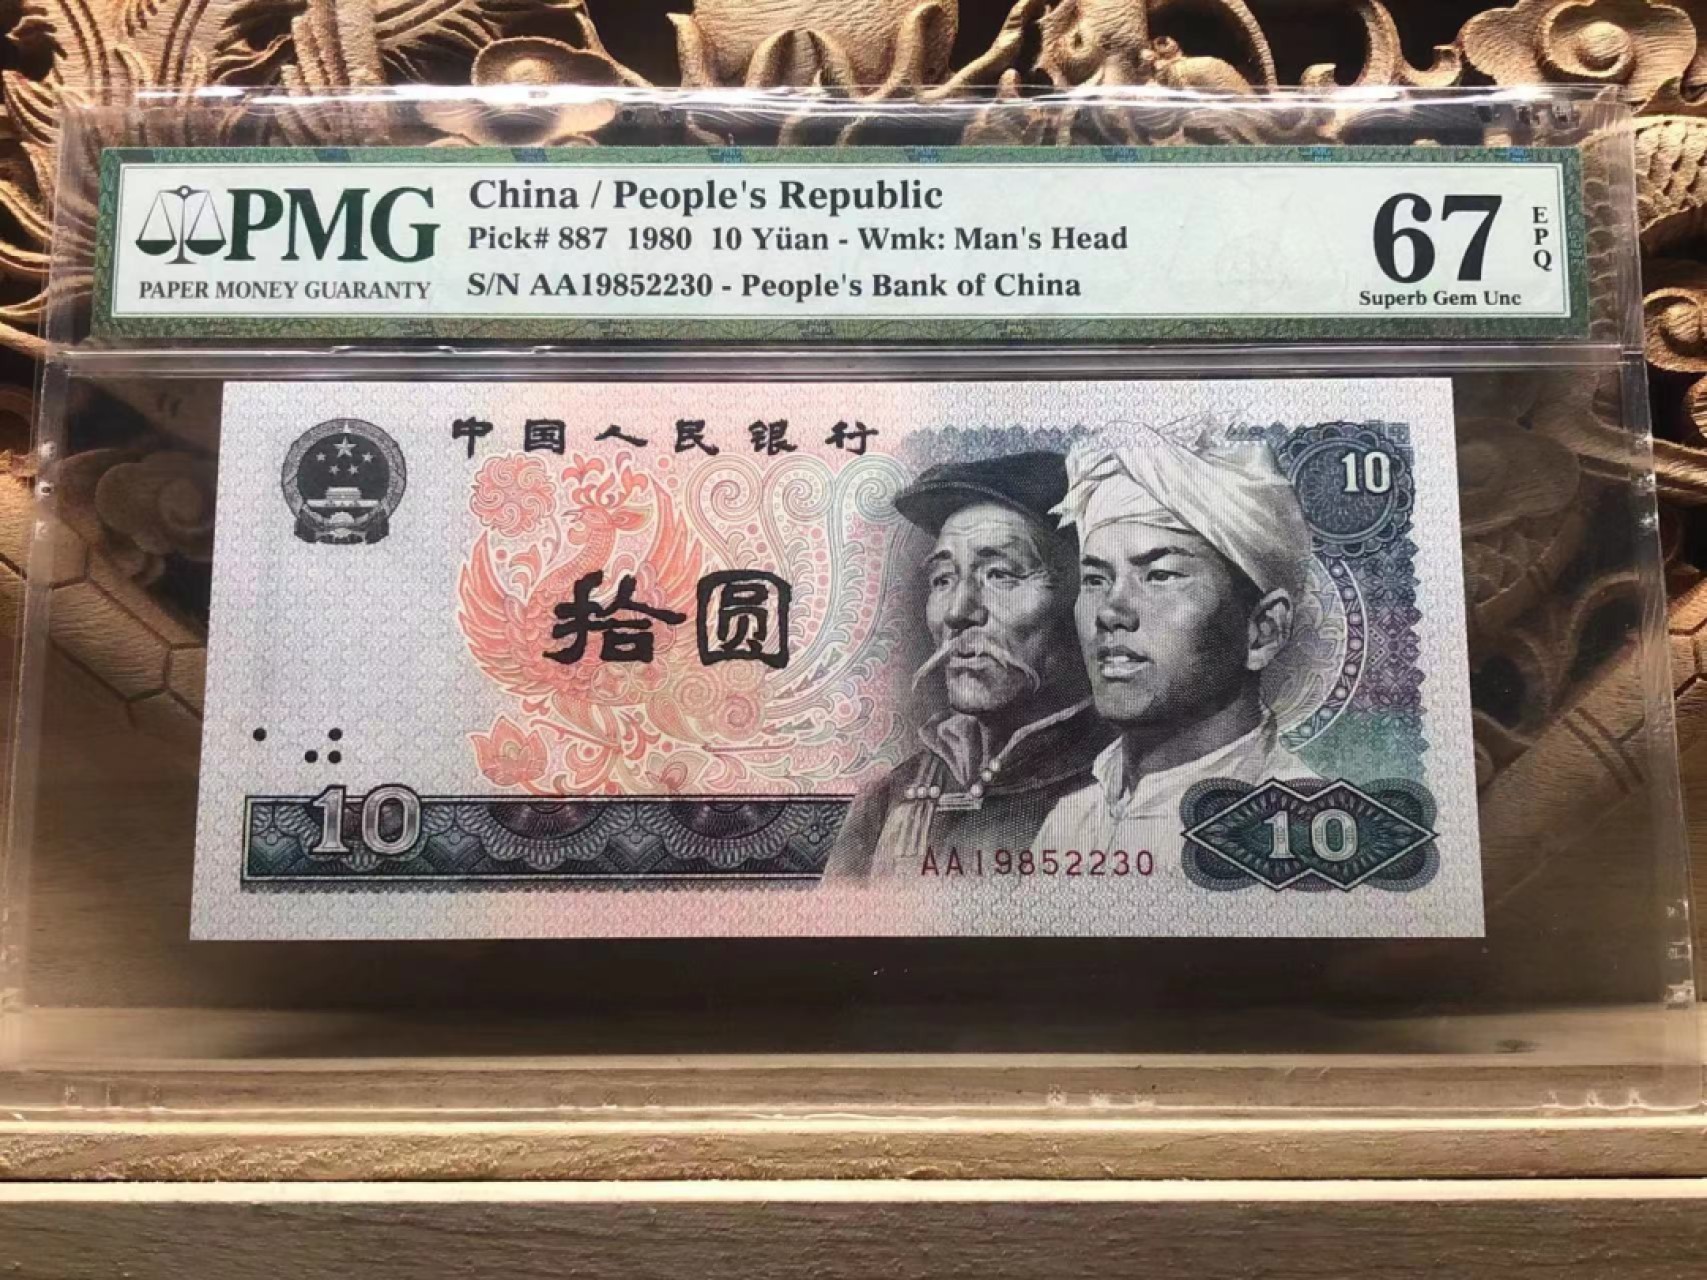 PMG
PAPER MONEY GUARANTY
China / People's Republic
Pick# 887 1980 10 Yüan - Wmk: Man's Head
S/N AA19852230 - People's Bank of China
67
EPQ
Superb Gem Unc
中国人民银行
10
拾圆
10
10
AA19852230